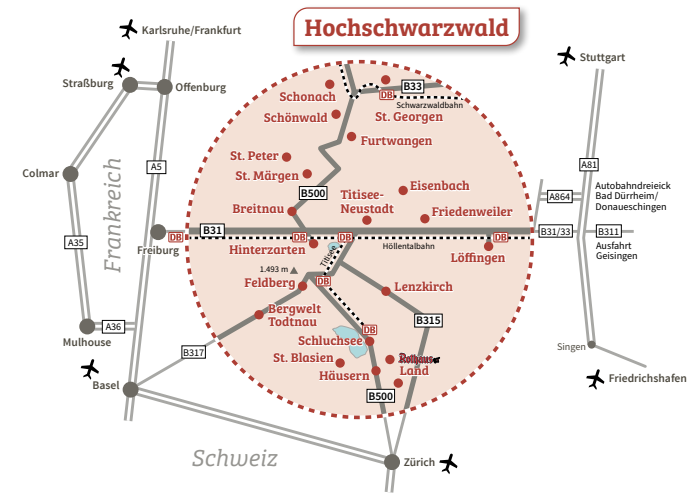 Hochschwarzwald
Karlsruhe/Frankfurt
Stuttgart
Straßburg
Offenburg
Schonach
DB
B33
Schwarzwaldbahn
Schönwald
St. Georgen
Furtwangen
Frankreich
A5
St. Peter
A81
Colmar
St. Märgen
B500
Titisee-
Neustadt
Eisenbach
A864
Autobahndreieick
Bad Dürrheim/
Donaueschingen
Breitnau
Friedenweiler
A35
DB
B31
DB
DB
DB
B31/33
B311
Freiburg
Hinterzarten
Titisee
Höllentalbahn
Löffingen
Ausfahrt
Geisingen
1.493 m
Feldberg
DB
Lenzkirch
A36
Bergwelt
Todtnau
B315
DB
Mulhouse
Schluchsee
B317
St. Blasien
Rothaus
Land
Singen
Häusern
Basel
B500
Friedrichshafen
Schweiz
Zürich